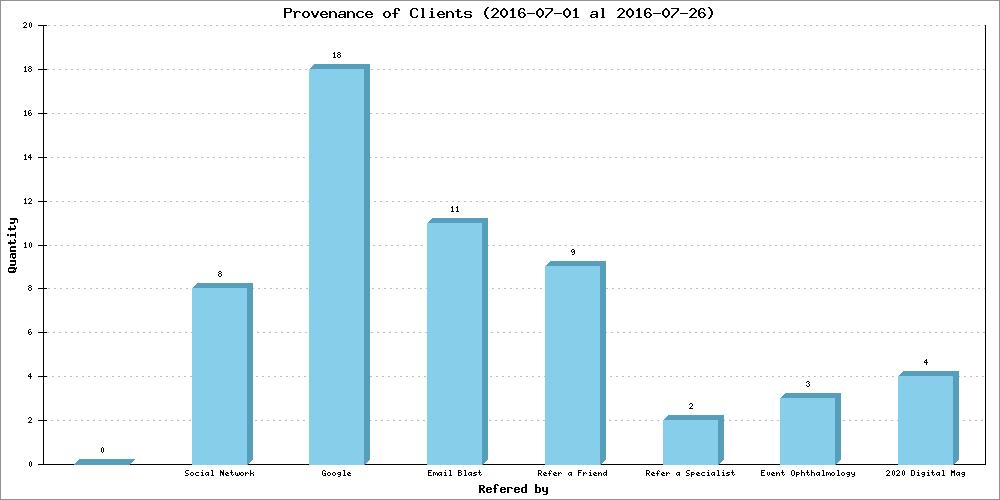 Provenance of Clients (2016-07-01 al 2016-07-26)
20
18
16
14
12
10
8
6
4
2
0
Quantity
0
8
18
11
9
2
3
4
Social Network
Google
Email Blast
Refer a Friend
Refer a Specialist
Event Ophthalmology
2020 Digital Mag
Refered by